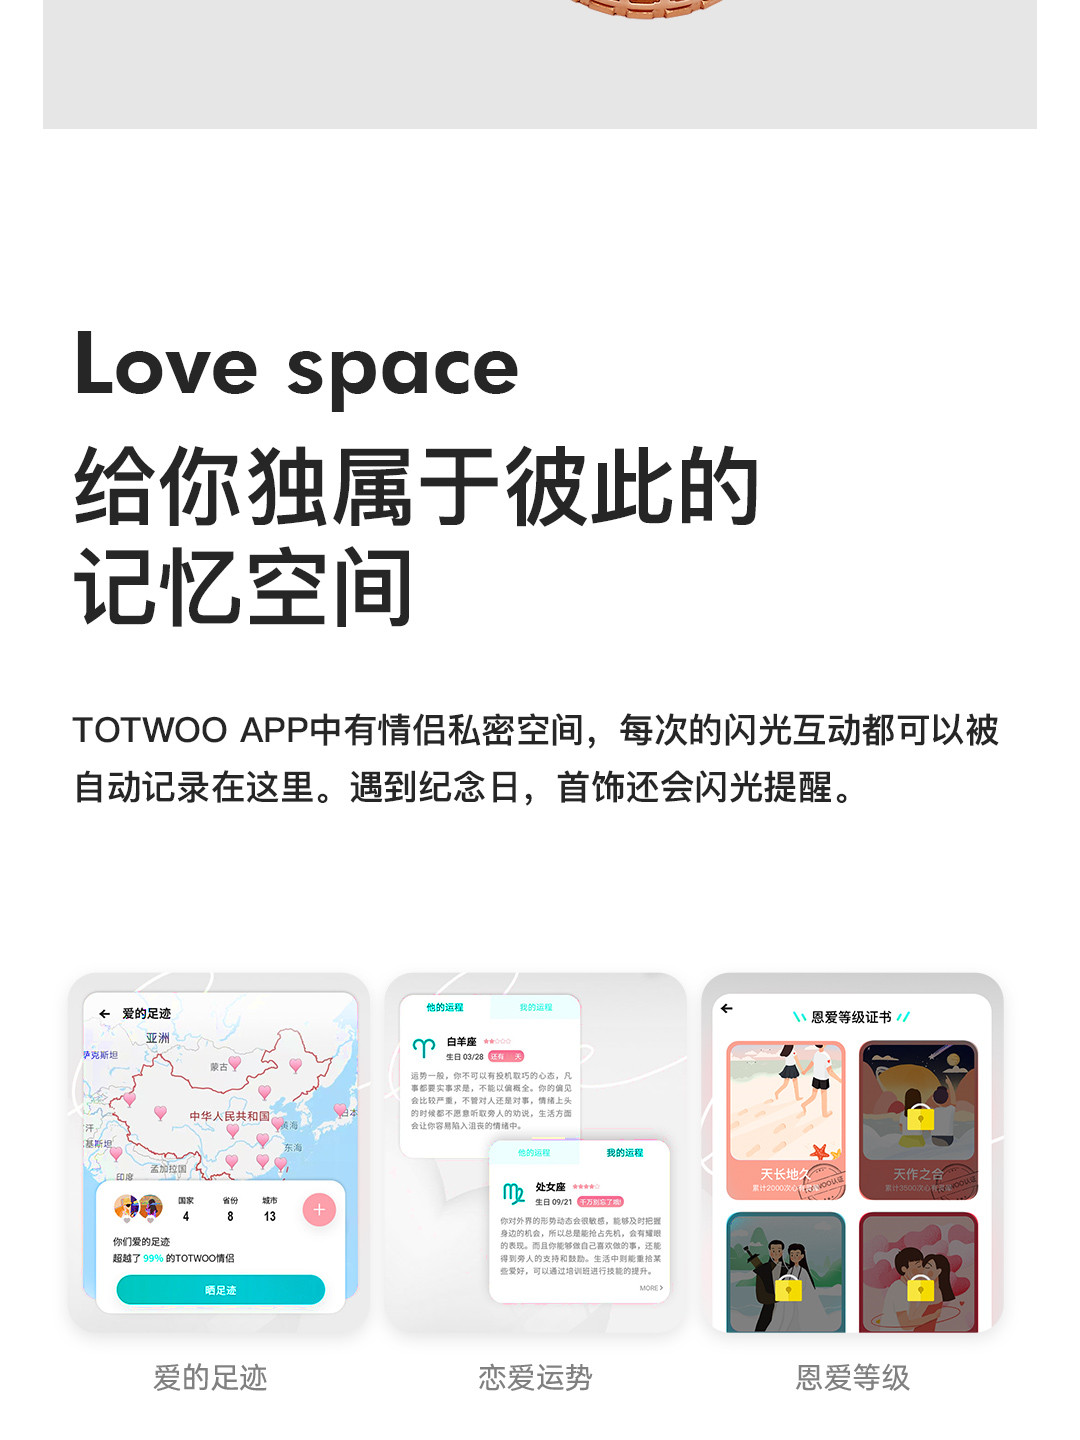 Love space
给你独属于彼此的
记忆空间
TOTWOO APP中有情侣私密空间，每次的闪光互动都可以被
自动记录在这里。遇到纪念日，首饰还会闪光提醒。
爱的足迹
亚洲
萨克斯坦
蒙古
中华人民共和国
日本
黄海
汗
基斯坦
东海
孟加拉国
印度
国家 省份 城市
4 8 13
你们爱的足迹
超越了 99% 的TOTWOO情侣
晒足迹
爱的足迹
他的运程 我的运程
白羊座
生日 03/28 还有 天
运势一般，你不可以有投机取巧的心态，凡
事都要实事求是，不能以偏概全。你的偏见
会比较严重，不管对人还是对事，情绪上头
的时候都不愿意听取旁人的劝说，生活方面
会让你容易陷入沮丧的情绪中。
他的运程 我的运程
处女座
生日 09/21 千万别忘了哦!
你对外界的形势动态会很敏感，能够及时把握
身边的机会，所以总是能抢占先机，会有耀眼
的表现。而且你能够做自己喜欢做的事，还能
得到旁人的支持和鼓励。生活中则能重拾某
些爱好，可以通过培训班进行技能的提升。
MORE
恋爱运势
恩爱等级证书
天长地久
累计2000次心有灵犀
天作之合
恩爱等级